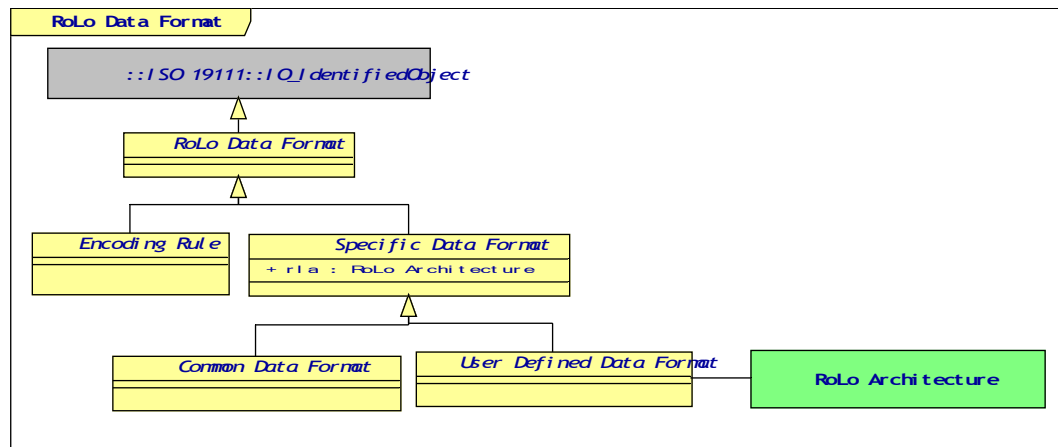 RoLo Data Format
::ISO 19111::IO_IdentifiedObject
RoLo Data Format
Encoding Rule
Specific Data Format
+ rla : RoLo Architecture
Common Data Format
User Defined Data Format
RoLo Architecture